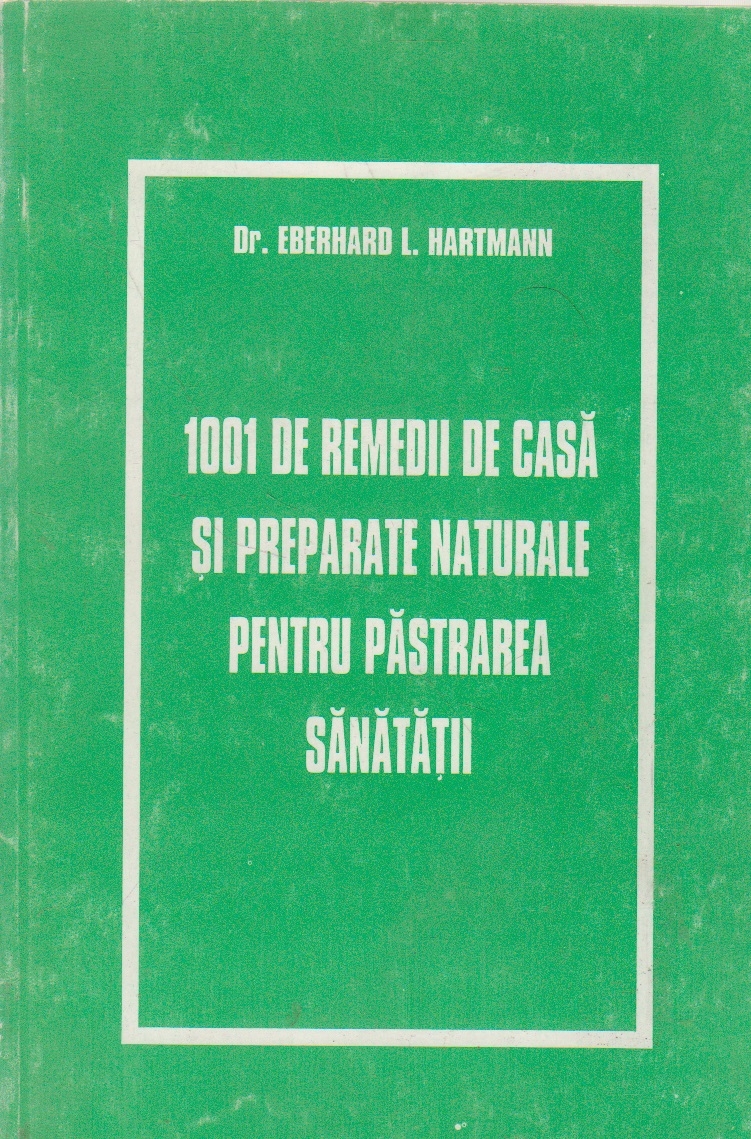 Dr. EBERHARD L. HARTMANN
1001 DE REMEDII DE CASĂ
ȘI PREPARATE NATURALE
PENTRU PĂSTRAREA
SĂNĂTĂȚII